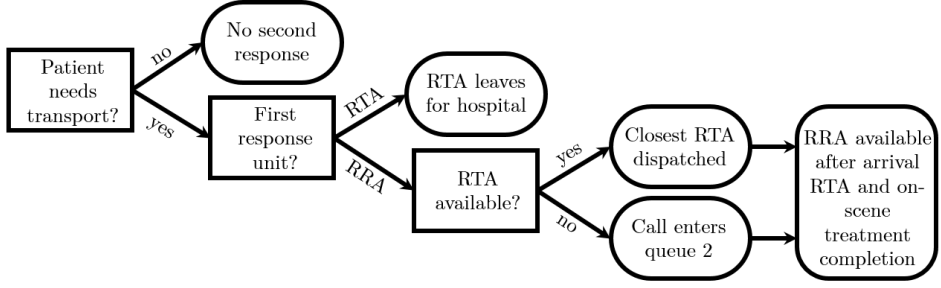 Patient
needs
transport?
no
No second
response
yes
First
response
unit?
RTA
RTA leaves
for hospital
RRA
RTA
available?
yes
Closest RTA
dispatched
no
Call enters
queue 2
RRA available
after arrival
RTA and on-
scene
treatment
completion